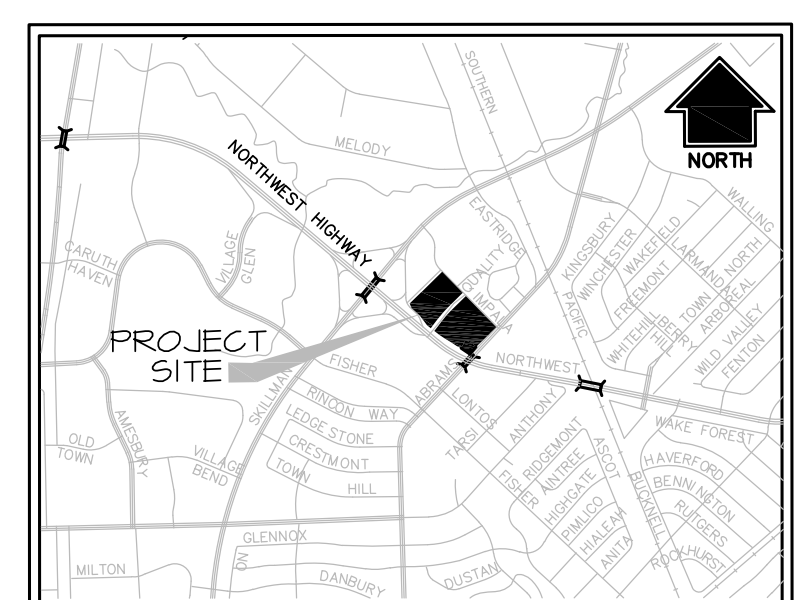 SOUTHERN
MELODY
NORTH
NORTHWEST HIGHWAY
WALLING
EASTRIDGE
KINGSBURY
WINCHESTER
WAKEFIELD
LARMANDA
NORTH
CARUTH
HAVEN
VILLAGE
GLEN
QUALITY
IMPALA
FREEMONT
TOWN
ARBOREAL
PACIFIC
WHITEHILL
BERRY
HILL
WILD VALLEY
FENTON
PROJECT
SITE
NORTHWEST
FISHER
ABRAMS
SKILLMAN
RINCON WAY
LONTOS
ANTHONY
AMESBURY
LEDGE STONE
TARSI
WAKE FOREST
OLD
TOWN
CRESTMONT
RIDGEMONT
ASCOT
VILLAGE
BEND
TOWN
HILL
FISHER
AINTREE
HIGHGATE
HAVERFORD
BENNINGTON
BUCKNELL
PIMLICO
RUTGERS
GLENNOX
HIALEAH
ANITA
ROCKHURST
MILTON
DANBURY
DUSTAN